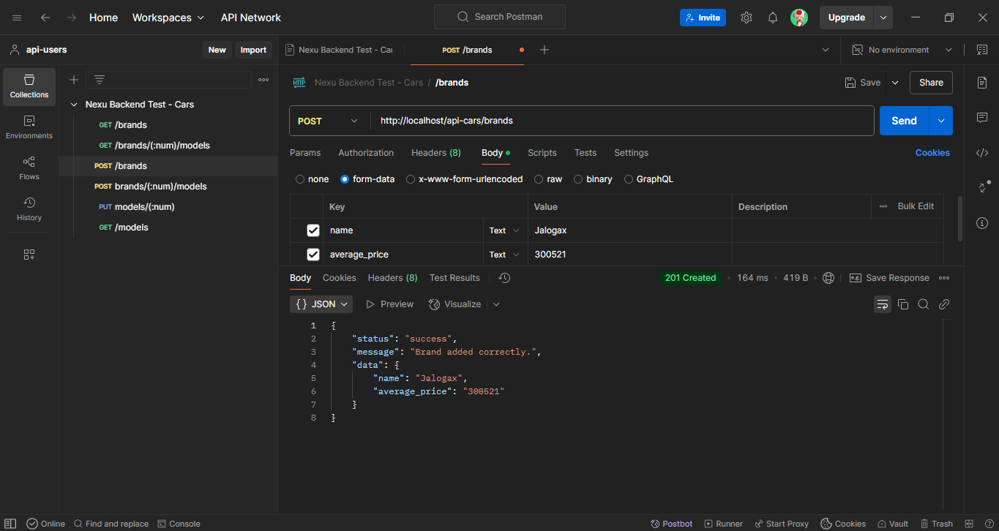 Home Workspaces API Network Search Postman Invite Upgrade
api-users New Import Nexu Backend Test - Car POST /brands No environment
Collections
Environments
Flows
History
Nexu Backend Test - Cars
GET /brands
GET /brands/(:num)/models
POST /brands
POST brands/(:num)/models
PUT models/(:num)
GET /models
HTTP Nexu Backend Test - Cars / /brands Save Share
POST http://localhost/api-cars/brands Send
Params Authorization Headers (8) Body Scripts Tests Settings Cookies
none form-data x-www-form-urlencoded raw binary GraphQL
Key Value Description Bulk Edit
name Text Jalogax
average_price Text 300521
Body Cookies Headers (8) Test Results 201 Created 164 ms 419 B e.g. Save Response
{} JSON Preview Visualize
1 {
2 "status": "success",
3 "message": "Brand added correctly.",
4 "data": {
5 "name": "Jalogax",
6 "average_price": "300521"
7 }
8 }
Online Find and replace Console Postbot Runner Start Proxy Cookies Vault Trash